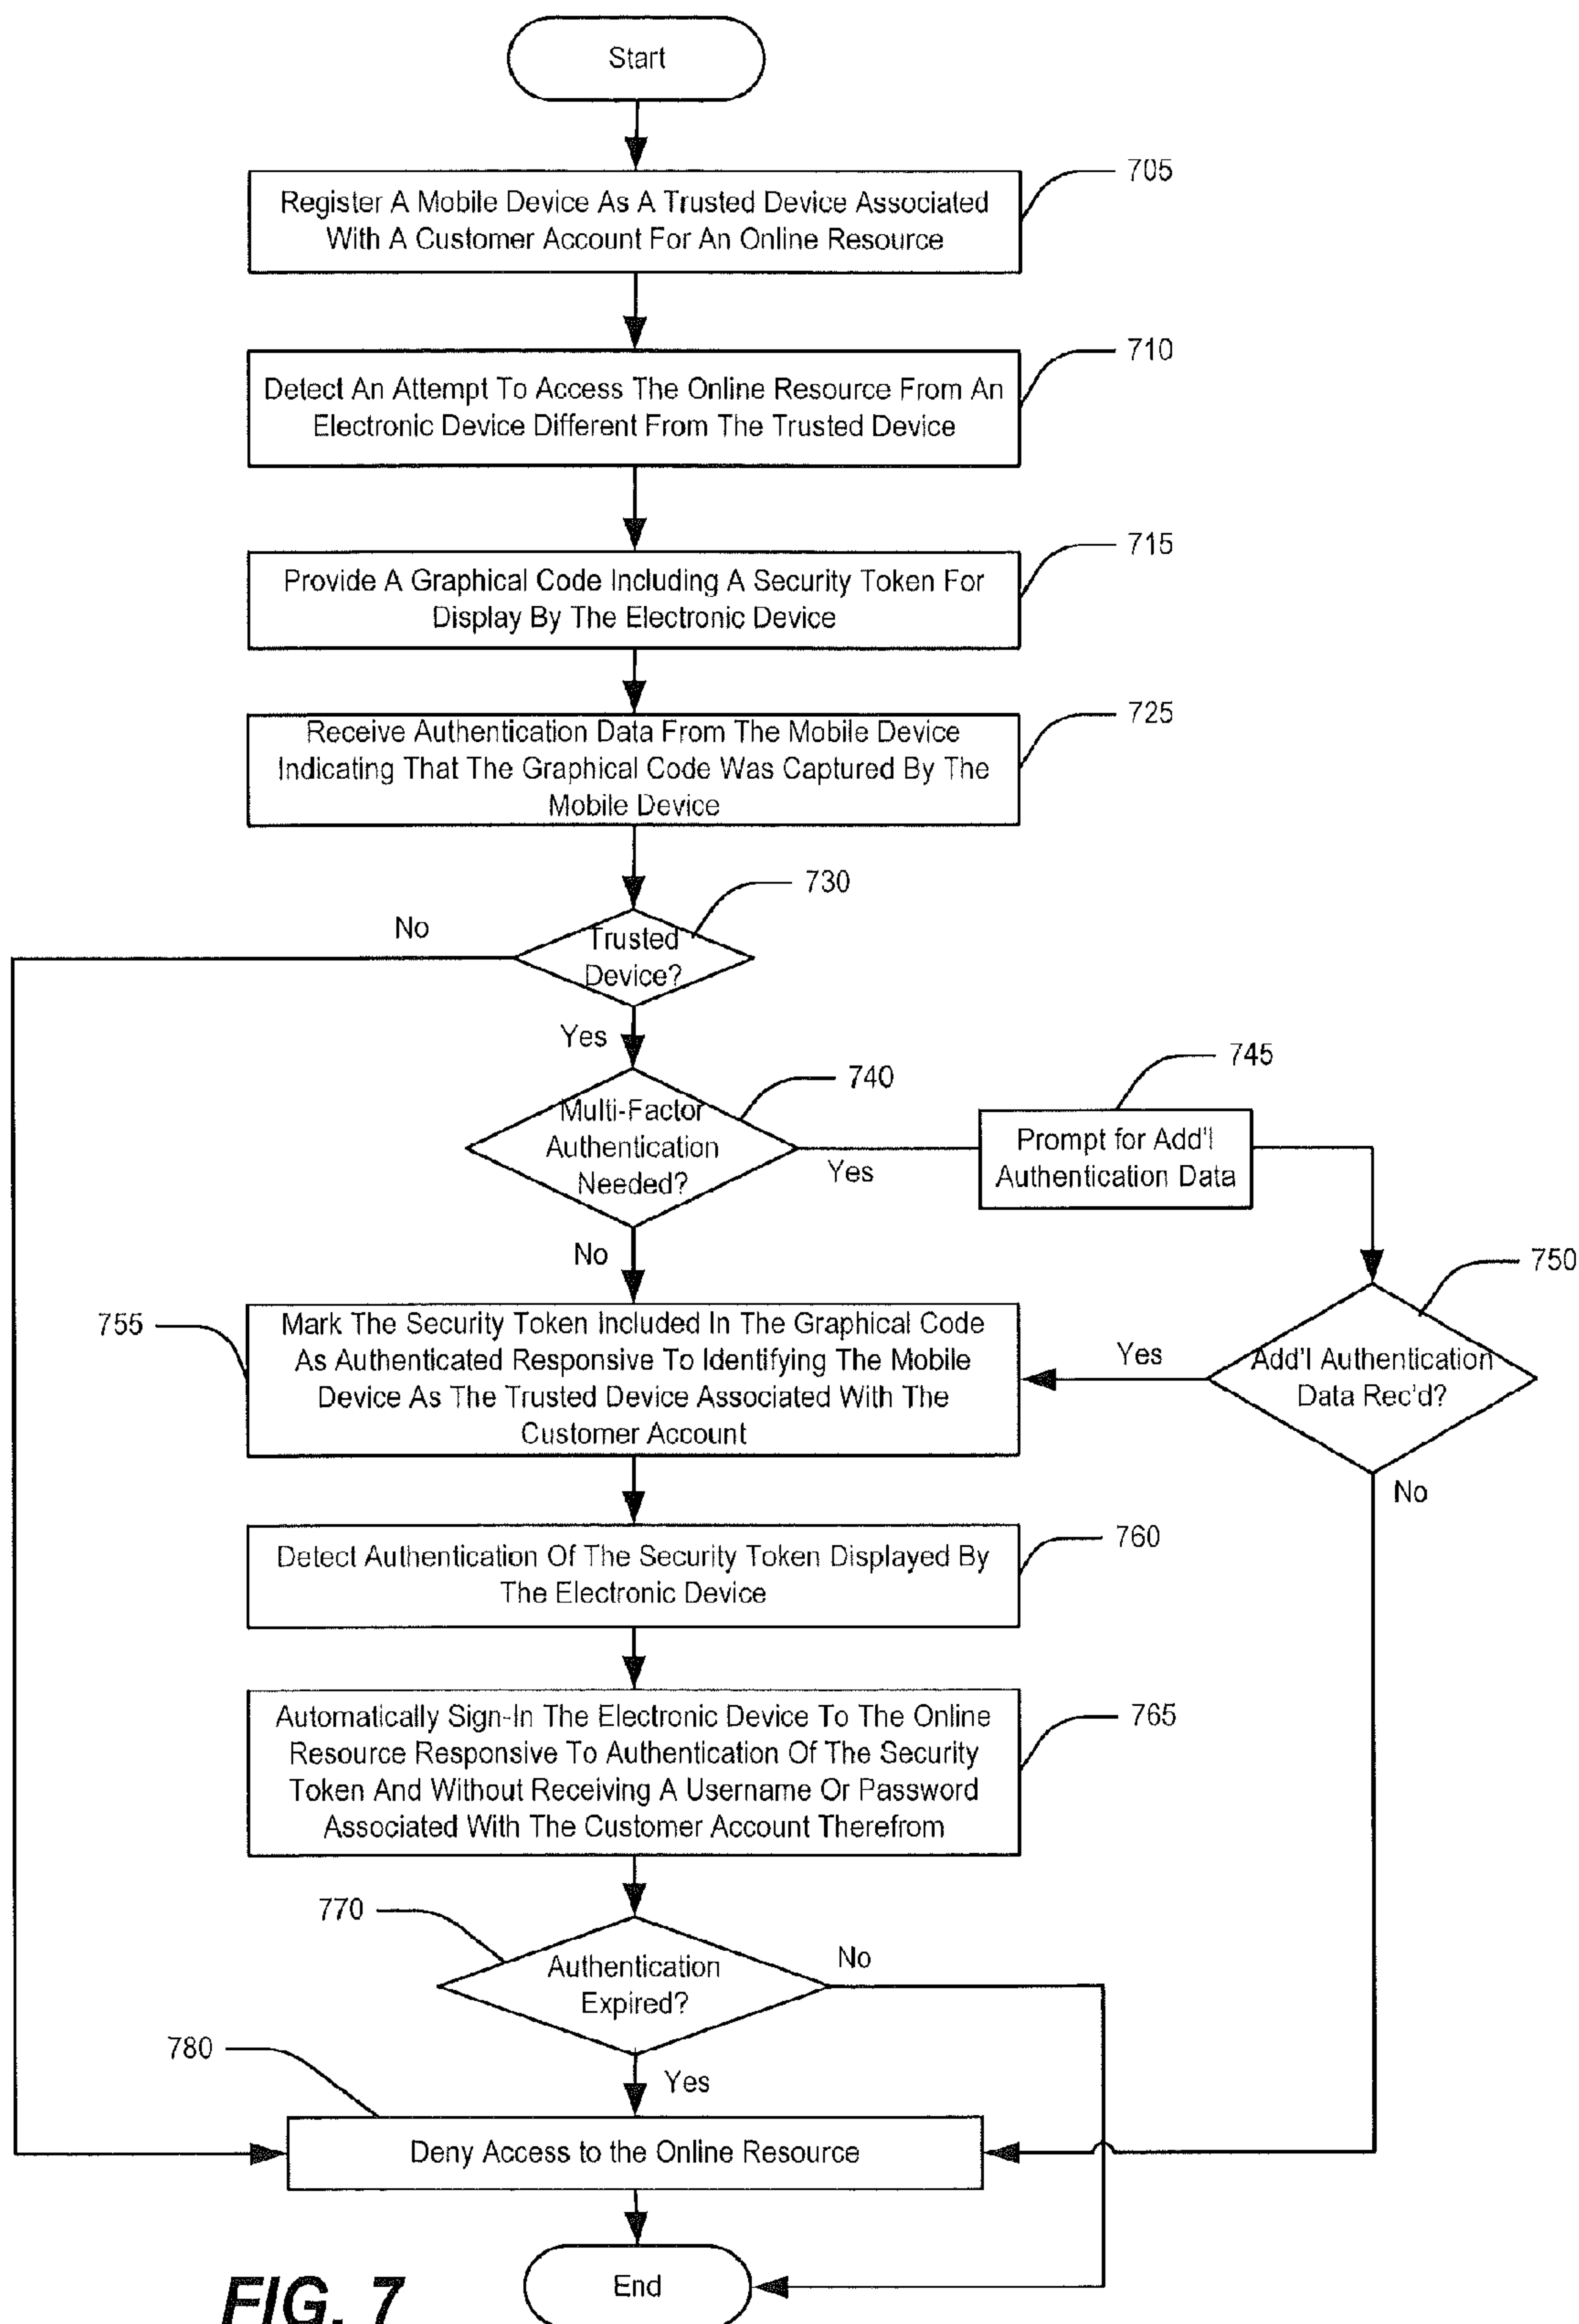 Start
705
Register A Mobile Device As A Trusted Device Associated
With A Customer Account For An Online Resource
710
Detect An Attempt To Access The Online Resource From An
Electronic Device Different From The Trusted Device
715
Provide A Graphical Code Including A Security Token For
Display By The Electronic Device
725
Receive Authentication Data From The Mobile Device
Indicating That The Graphical Code Was Captured By The
Mobile Device
730
No
Trusted
Device?
Yes
740
Multi-Factor
Authentication
Needed?
Yes
745
Prompt for Add'l
Authentication Data
No
750
Add'l Authentication
Data Rec'd?
Yes
No
755
Mark The Security Token Included In The Graphical Code
As Authenticated Responsive To Identifying The Mobile
Device As The Trusted Device Associated With The
Customer Account
760
Detect Authentication Of The Security Token Displayed By
The Electronic Device
765
Automatically Sign-In The Electronic Device To The Online
Resource Responsive To Authentication Of The Security
Token And Without Receiving A Username Or Password
Associated With The Customer Account Therefrom
770
Authentication
Expired?
No
780
Yes
Deny Access to the Online Resource
End
FIG. 7